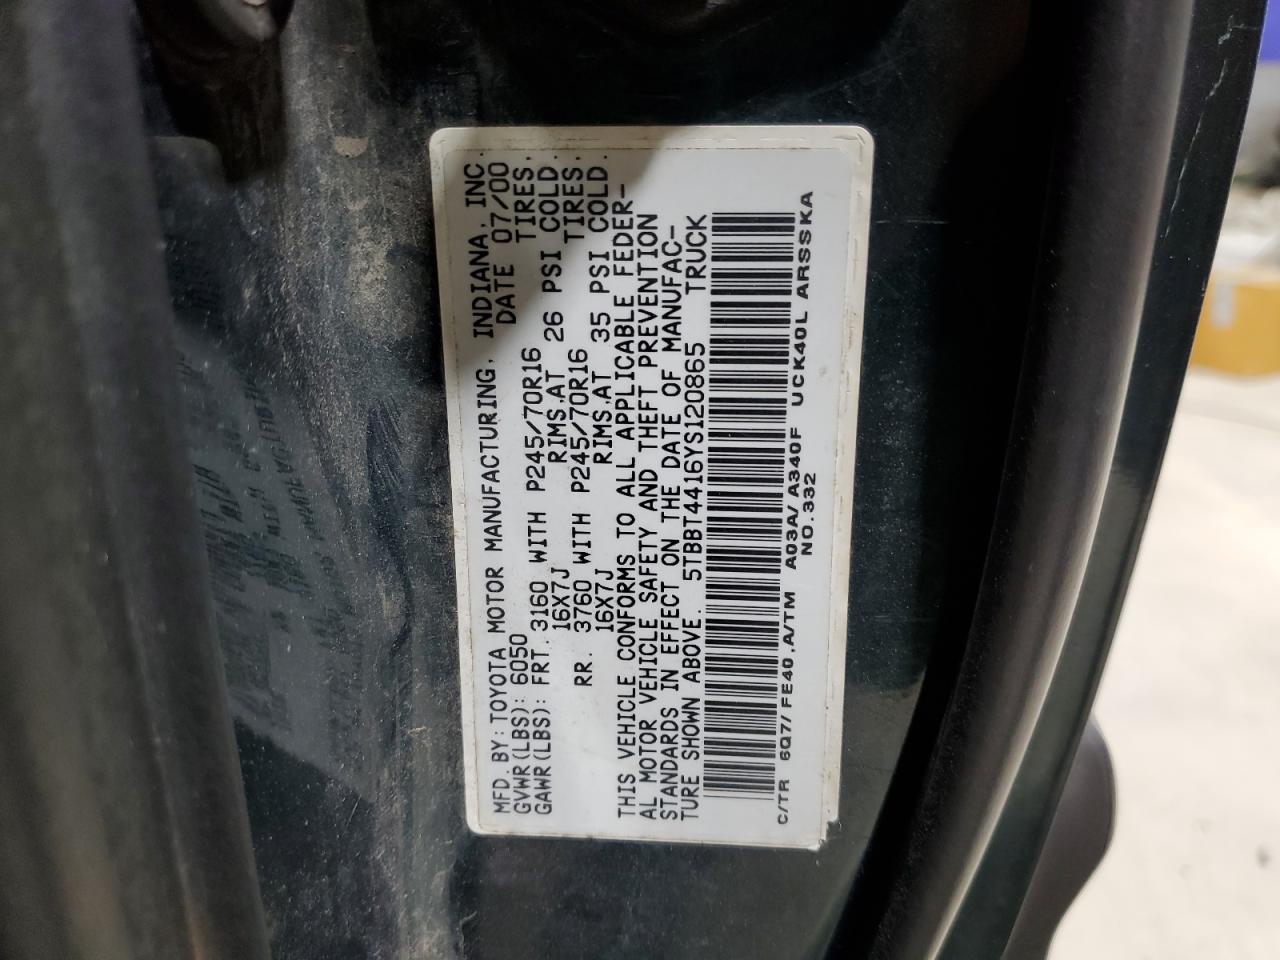 MFD. BY: TOYOTA MOTOR MANUFACTURING, INDIANA, INC.
DATE 07/00
GVWR(LBS): 6050
GAWR(LBS): FRT. 3160 WITH P245/70R16 TIRES,
16X7J RIMS,AT 26 PSI COLD.
RR. 3760 WITH P245/70R16 TIRES,
16X7J RIMS,AT 35 PSI COLD.
THIS VEHICLE CONFORMS TO ALL APPLICABLE FEDER-
AL MOTOR VEHICLE SAFETY AND THEFT PREVENTION
STANDARDS IN EFFECT ON THE DATE OF MANUFAC-
TURE SHOWN ABOVE. 5TBBT4416YS120865 TRUCK
C/TR 6Q7/ FE40 ,A/TM A03A/ A340F UCK40L ARSSKA
NO.332